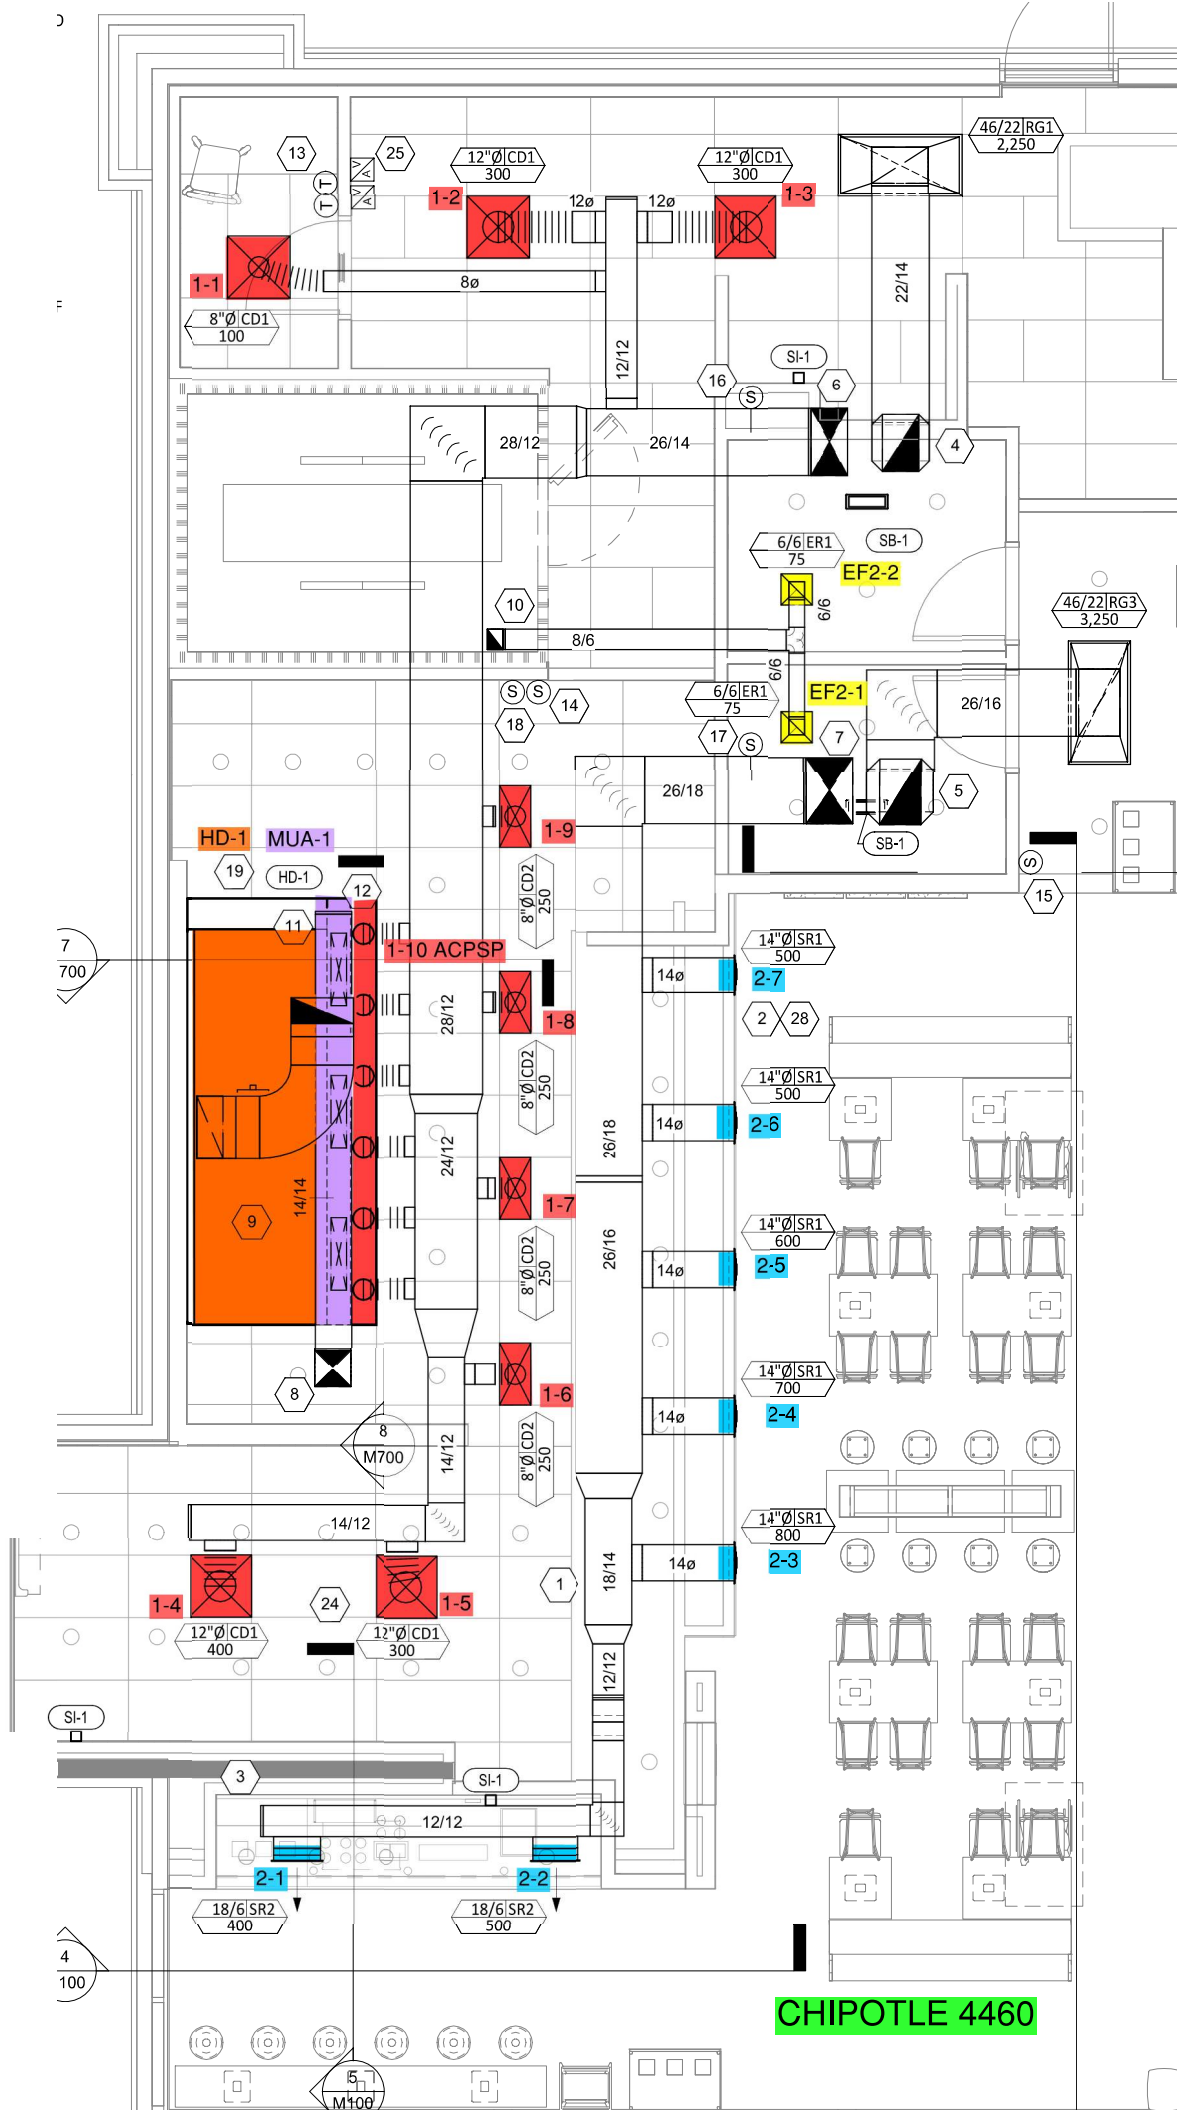 46/22 RG1
2,250
13
25
12"Ø CD1
300
12"Ø CD1
300
T
T
V
A
V
A
1-2
1-3
12ø
12ø
1-1
8ø
22/14
8"Ø CD1
100
12/12
SI-1
16
6
S
28/12
26/14
4
6/6 ER1
75
SB-1
EF2-2
10
6/6
46/22 RG3
3,250
8/6
6/6
6/6 ER1
75
EF2-1
26/16
S
S
14
18
17
S
7
26/18
5
HD-1
MUA-1
1-9
SB-1
19
HD-1
12
S
15
8"Ø CD2
250
11
1-10 ACPSP
7
700
14"Ø SR1
500
14ø
2-7
28/12
1-8
2
28
8"Ø CD2
250
14"Ø SR1
500
14ø
2-6
26/18
24/12
14/14
1-7
9
14"Ø SR1
600
26/16
14ø
2-5
8"Ø CD2
250
8
1-6
14"Ø SR1
700
14ø
2-4
8
M700
14/12
8"Ø CD2
250
14/12
14"Ø SR1
800
14ø
2-3
18/14
1
1-4
24
1-5
12"Ø CD1
400
12"Ø CD1
300
12/12
SI-1
3
SI-1
12/12
2-1
2-2
18/6 SR2
400
18/6 SR2
500
4
100
CHIPOTLE 4460
5
M100